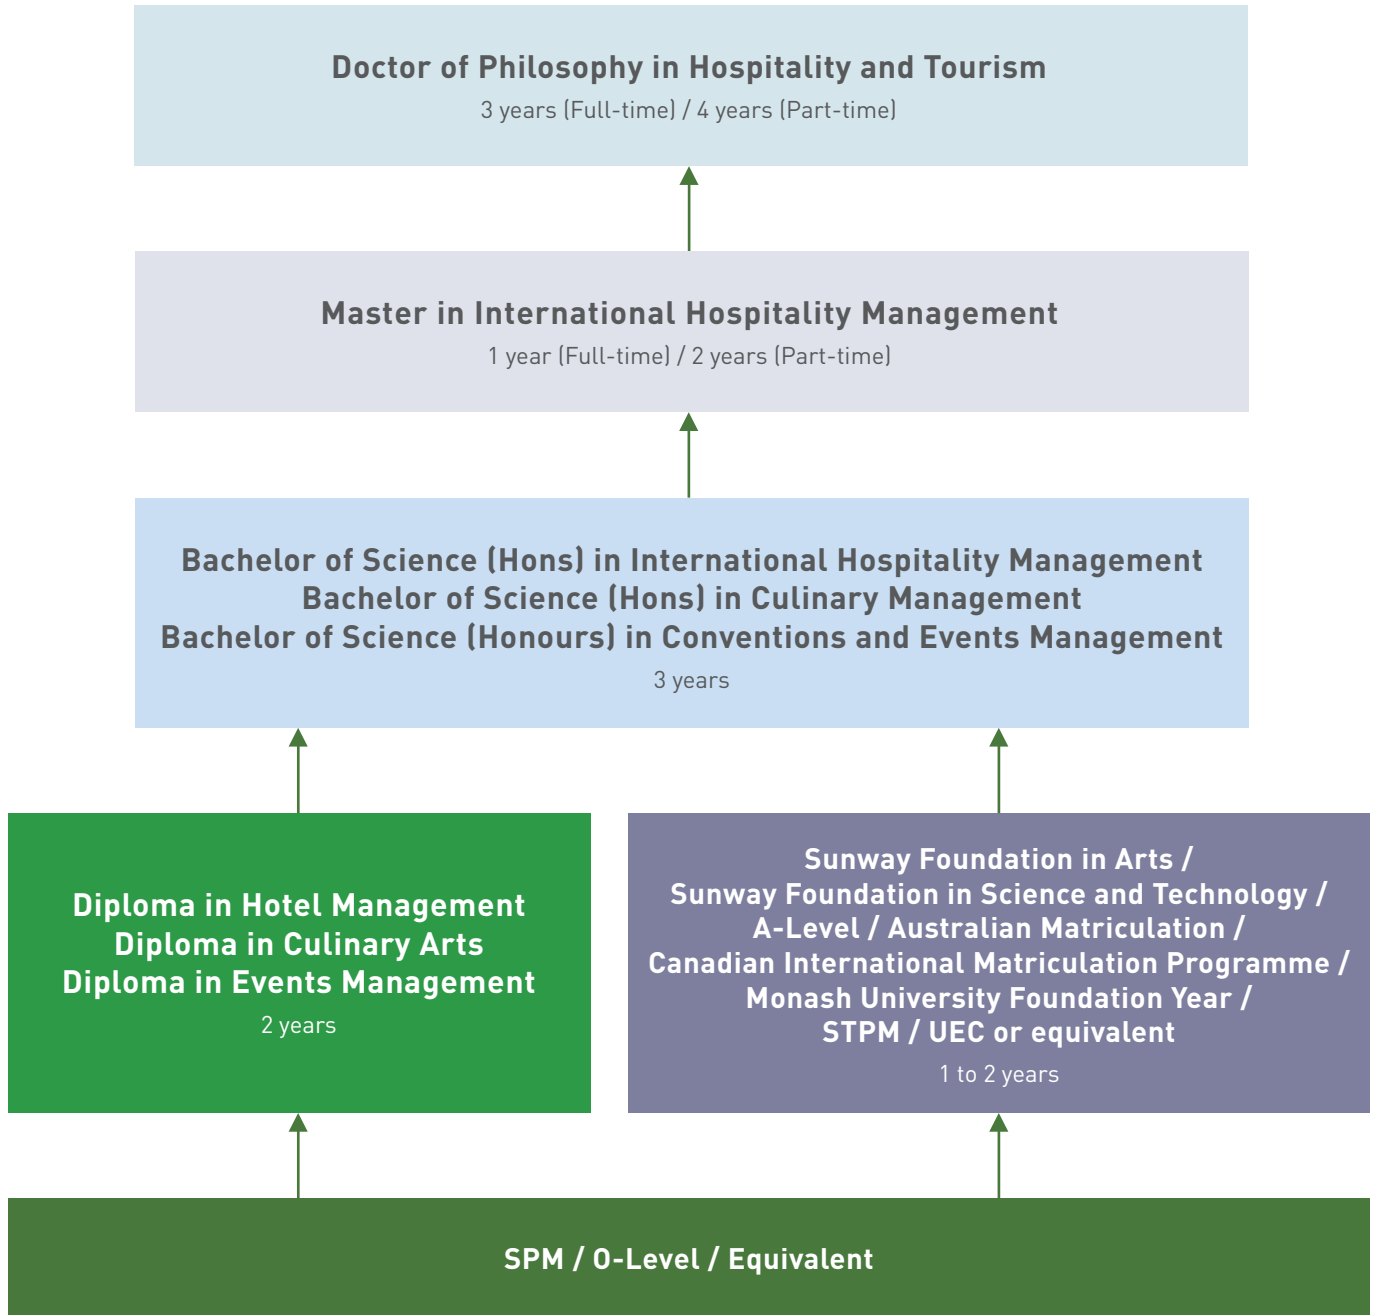 Doctor of Philosophy in Hospitality and Tourism
3 years (Full-time) / 4 years (Part-time)
Master in International Hospitality Management
1 year (Full-time) / 2 years (Part-time)
Bachelor of Science (Hons) in International Hospitality Management
Bachelor of Science (Hons) in Culinary Management
Bachelor of Science (Honours) in Conventions and Events Management
3 years
Diploma in Hotel Management
Diploma in Culinary Arts
Diploma in Events Management
2 years
Sunway Foundation in Arts /
Sunway Foundation in Science and Technology /
A-Level / Australian Matriculation /
Canadian International Matriculation Programme /
Monash University Foundation Year /
STPM / UEC or equivalent
1 to 2 years
SPM / O-Level / Equivalent